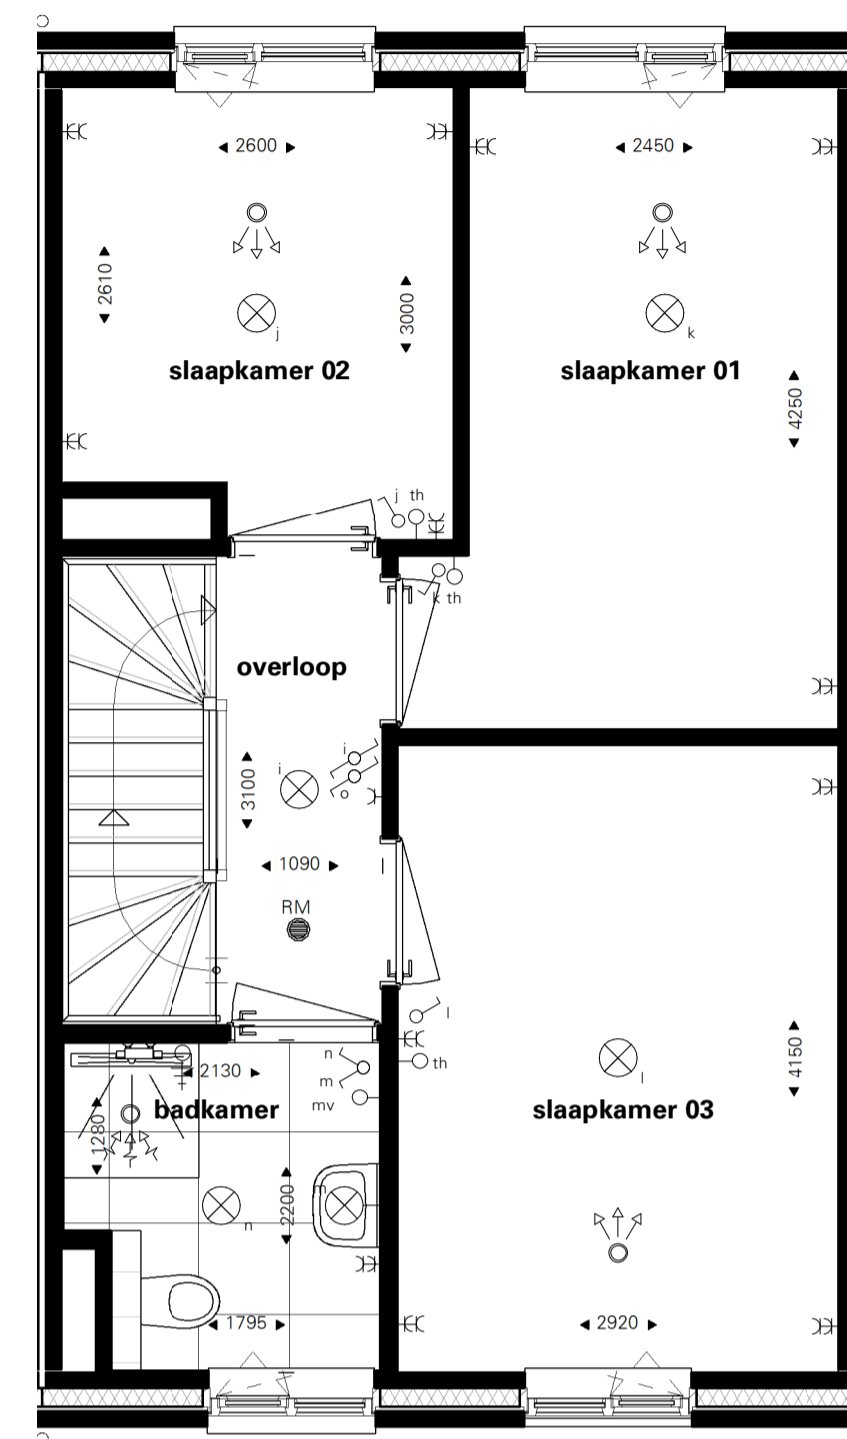 2600
2450
2610
3000
j
k
slaapkamer 02
slaapkamer 01
4250
j th
k th
overloop
i
i
3100
o
1090
RM
l
n
2130
m
th
mv
badkamer
slaapkamer 03
l
4150
1280
2200
m
n
1795
2920